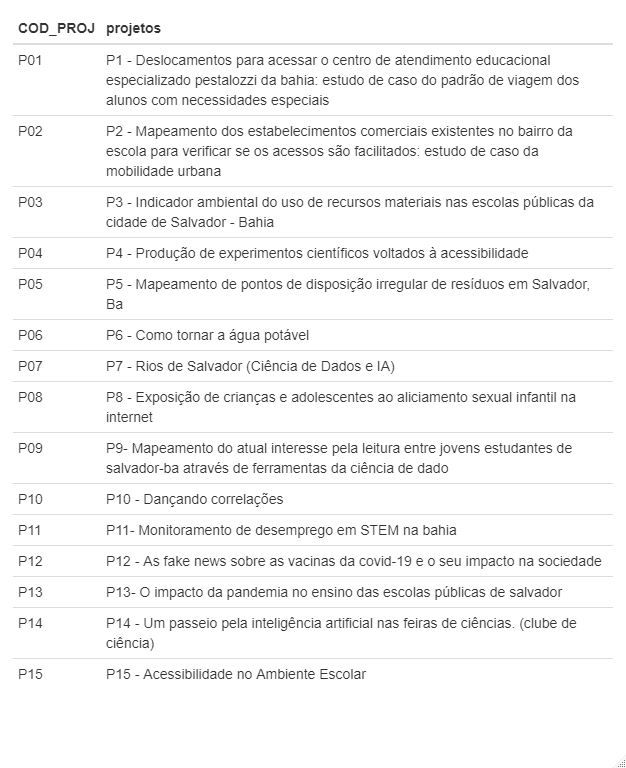 COD_PROJ projetos
P01 P1 - Deslocamentos para acessar o centro de atendimento educacional
especializado pestalozzi da bahia: estudo de caso do padrão de viagem dos
alunos com necessidades especiais
P02 P2 - Mapeamento dos estabelecimentos comerciais existentes no bairro da
escola para verificar se os acessos são facilitados: estudo de caso da
mobilidade urbana
P03 P3 - Indicador ambiental do uso de recursos materiais nas escolas públicas da
cidade de Salvador - Bahia
P04 P4 - Produção de experimentos científicos voltados à acessibilidade
P05 P5 - Mapeamento de pontos de disposição irregular de resíduos em Salvador,
Ba
P06 P6 - Como tornar a água potável
P07 P7 - Rios de Salvador (Ciência de Dados e IA)
P08 P8 - Exposição de crianças e adolescentes ao aliciamento sexual infantil na
internet
P09 P9- Mapeamento do atual interesse pela leitura entre jovens estudantes de
salvador-ba através de ferramentas da ciência de dado
P10 P10 - Dançando correlações
P11 P11- Monitoramento de desemprego em STEM na bahia
P12 P12 - As fake news sobre as vacinas da covid-19 e o seu impacto na sociedade
P13 P13- O impacto da pandemia no ensino das escolas públicas de salvador
P14 P14 - Um passeio pela inteligência artificial nas feiras de ciências. (clube de
ciência)
P15 P15 - Acessibilidade no Ambiente Escolar